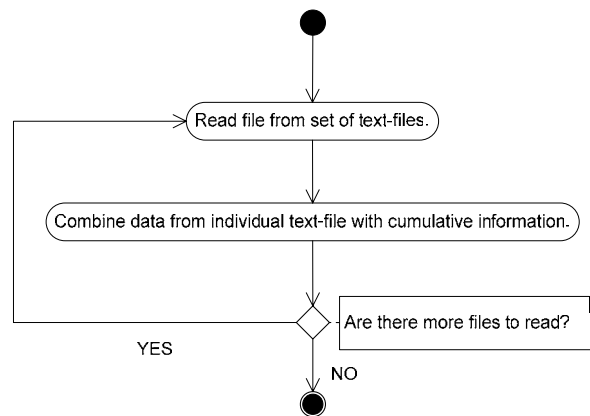 Read file from set of text-files.
Combine data from individual text-file with cumulative information.
Are there more files to read?
YES
NO